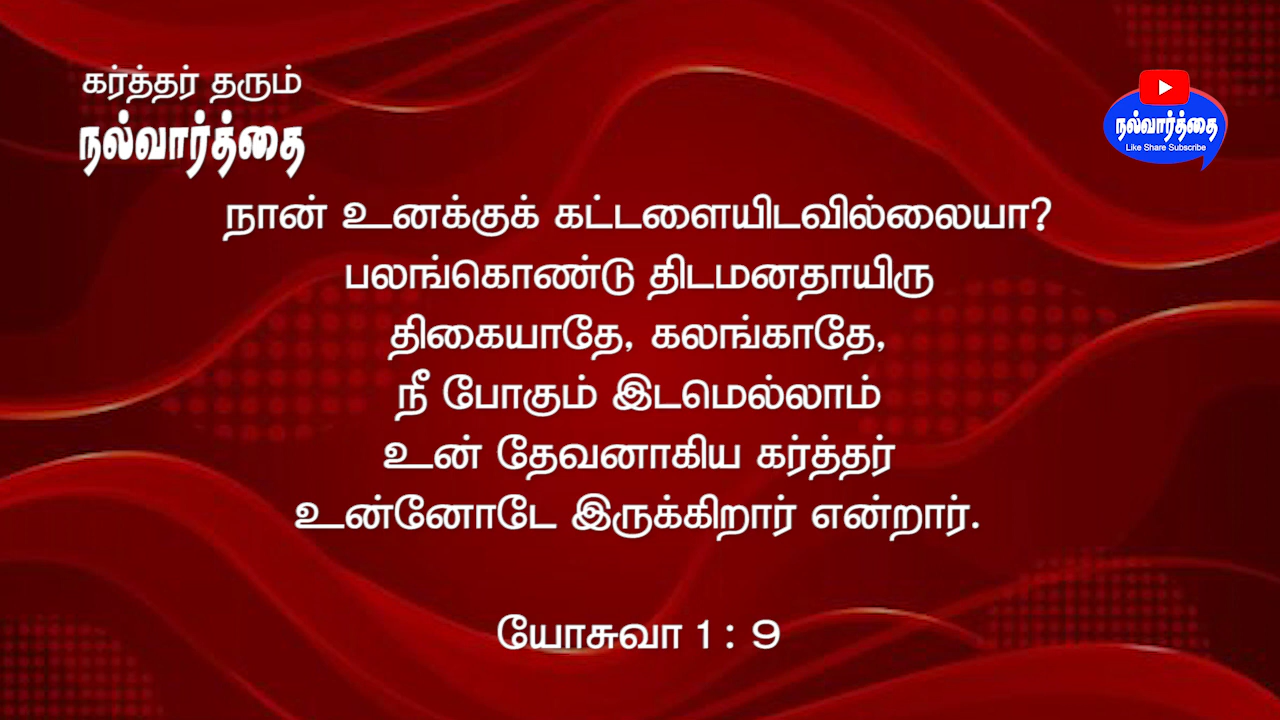 கர்த்தர் தரும்
நல்வார்த்தை
நல்வார்த்தை
Like Share Subscribe
நான் உனக்குக் கட்டளையிடவில்லையா?
பலங்கொண்டு திடமனதாயிரு
திகையாதே, கலங்காதே,
நீ போகும் இடமெல்லாம்
உன் தேவனாகிய கர்த்தர்
உன்னோடே இருக்கிறார் என்றார்.
யோசுவா 1 : 9